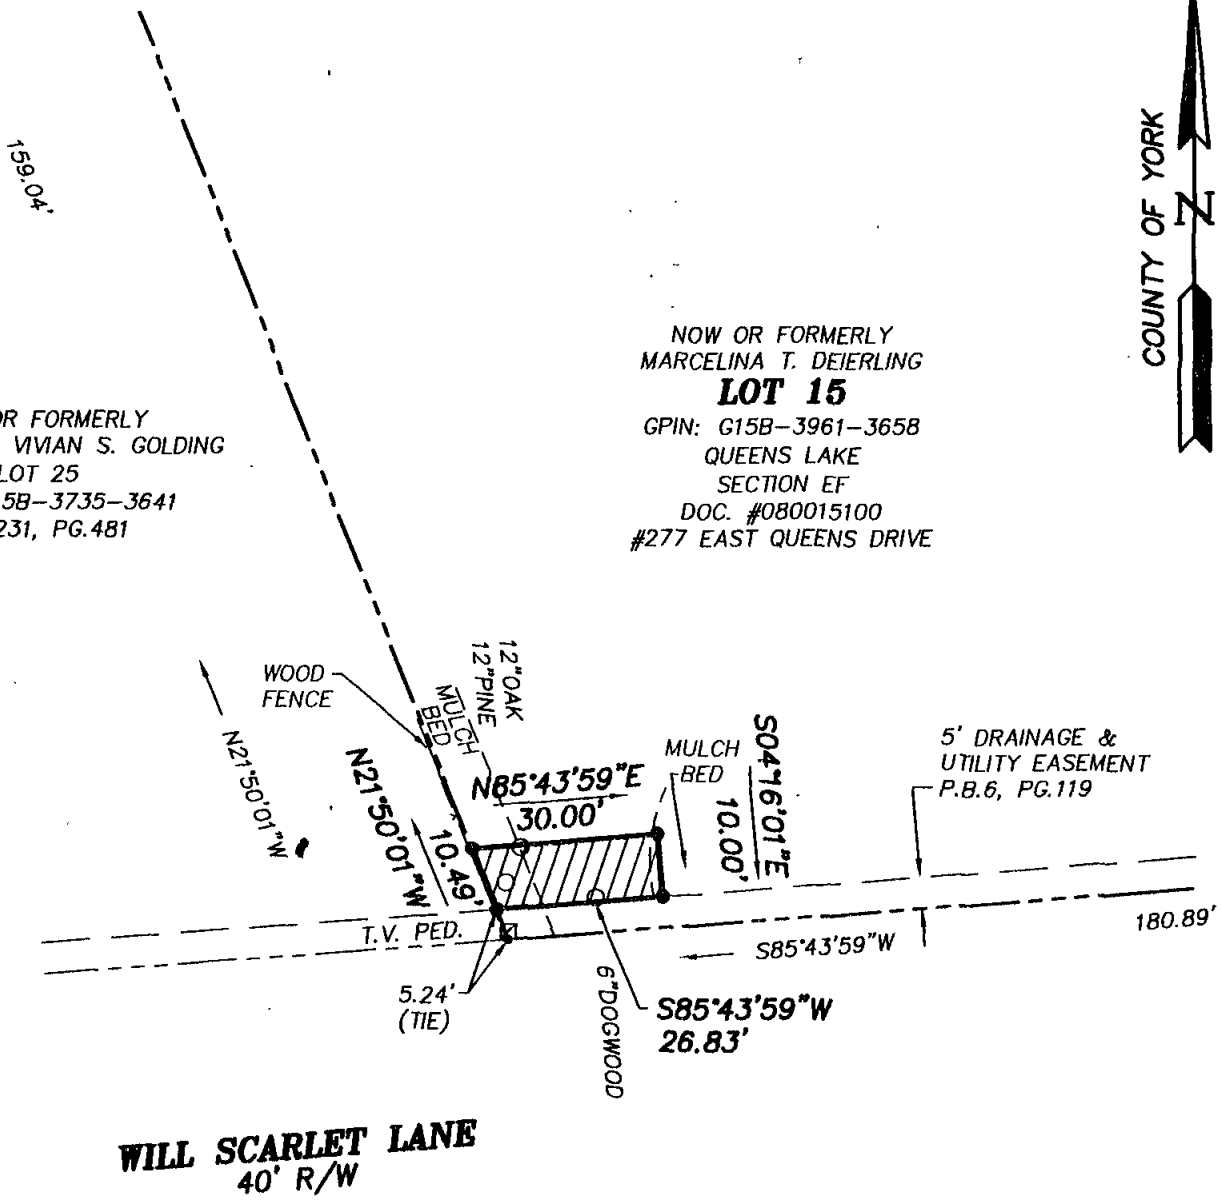 159.04'
COUNTY OF YORK
N
NOW OR FORMERLY
MARCELINA T. DEIERLING
LOT 15
GPIN: G15B-3961-3658
QUEENS LAKE
SECTION EF
DOC. #080015100
#277 EAST QUEENS DRIVE
OR FORMERLY
VIVIAN S. GOLDING
LOT 25
5B-3735-3641
231, PG.481
WOOD
FENCE
MULCH
BED
12"OAK
12"PINE
N21°50'01"W
N21°50'01"W
10.49'
N85°43'59"E
30.00'
MULCH
BED
S04°16'01"E
10.00'
5' DRAINAGE &
UTILITY EASEMENT
P.B.6, PG.119
T.V. PED.
5.24'
(TIE)
6"DOGWOOD
S85°43'59"W
26.83'
S85°43'59"W
180.89'
WILL SCARLET LANE
40' R/W